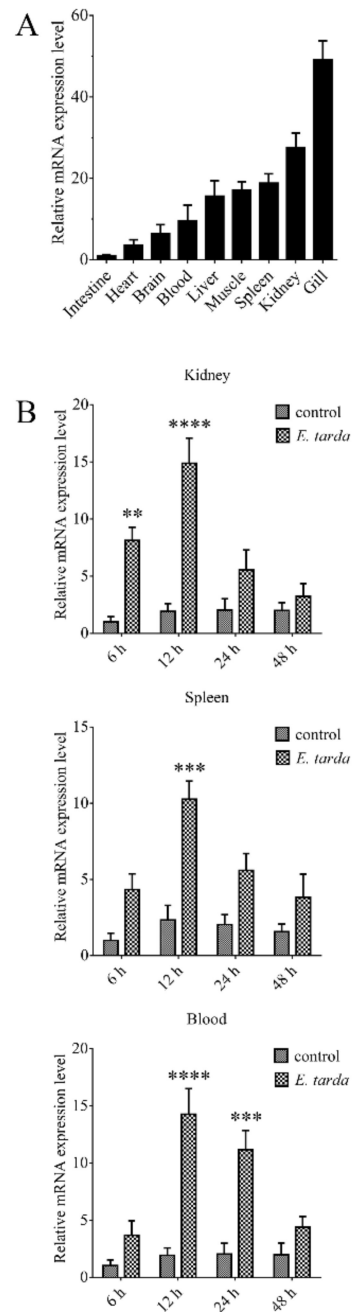 A
Relative mRNA expression level
60
40
20
0
Intestine
Heart
Brain
Blood
Liver
Muscle
Spleen
Kidney
Gill
B
Kidney
Relative mRNA expression level
20
15
10
5
0
control
E. tarda
**
****
6 h
12 h
24 h
48 h
Spleen
Relative mRNA expression level
15
10
5
0
control
E. tarda
***
6 h
12 h
24 h
48 h
Blood
Relative mRNA expression level
20
15
10
5
0
control
E. tarda
****
***
6 h
12 h
24 h
48 h